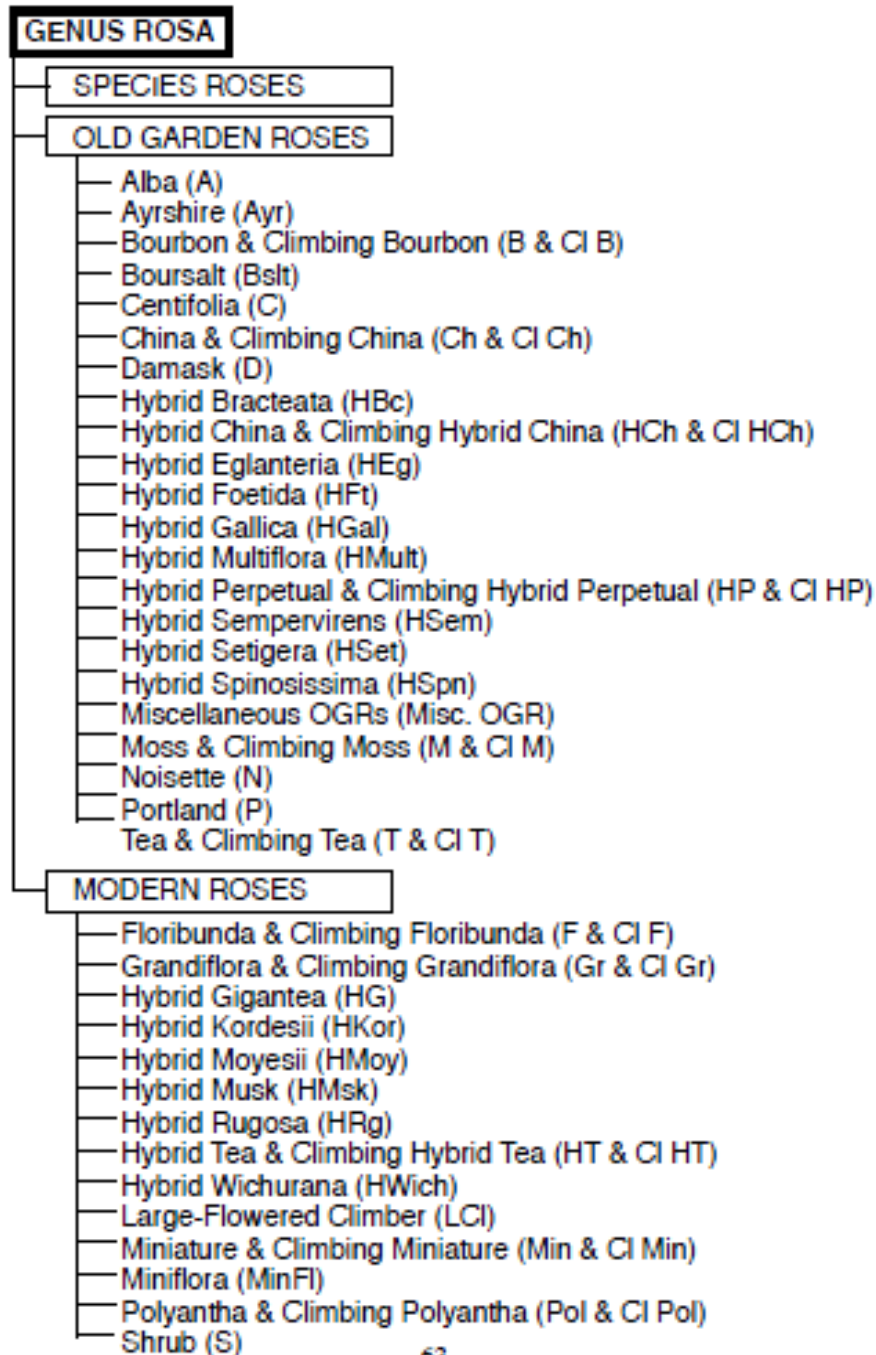 GENUS ROSA
SPECIES ROSES
OLD GARDEN ROSES
Alba (A)
Ayrshire (Ayr)
Bourbon & Climbing Bourbon (B & Cl B)
Boursalt (Bslt)
Centifolia (C)
China & Climbing China (Ch & Cl Ch)
Damask (D)
Hybrid Bracteata (HBc)
Hybrid China & Climbing Hybrid China (HCh & Cl HCh)
Hybrid Eglanteria (HEg)
Hybrid Foetida (HFt)
Hybrid Gallica (HGal)
Hybrid Multiflora (HMult)
Hybrid Perpetual & Climbing Hybrid Perpetual (HP & Cl HP)
Hybrid Sempervirens (HSem)
Hybrid Setigera (HSet)
Hybrid Spinosissima (HSpn)
Miscellaneous OGRs (Misc. OGR)
Moss & Climbing Moss (M & Cl M)
Noisette (N)
Portland (P)
Tea & Climbing Tea (T & Cl T)
MODERN ROSES
Floribunda & Climbing Floribunda (F & Cl F)
Grandiflora & Climbing Grandiflora (Gr & Cl Gr)
Hybrid Gigantea (HG)
Hybrid Kordesii (HKor)
Hybrid Moyesii (HMoy)
Hybrid Musk (HMsk)
Hybrid Rugosa (HRg)
Hybrid Tea & Climbing Hybrid Tea (HT & Cl HT)
Hybrid Wichurana (HWich)
Large-Flowered Climber (LCl)
Miniature & Climbing Miniature (Min & Cl Min)
Miniflora (MinFl)
Polyantha & Climbing Polyantha (Pol & Cl Pol)
Shrub (S)